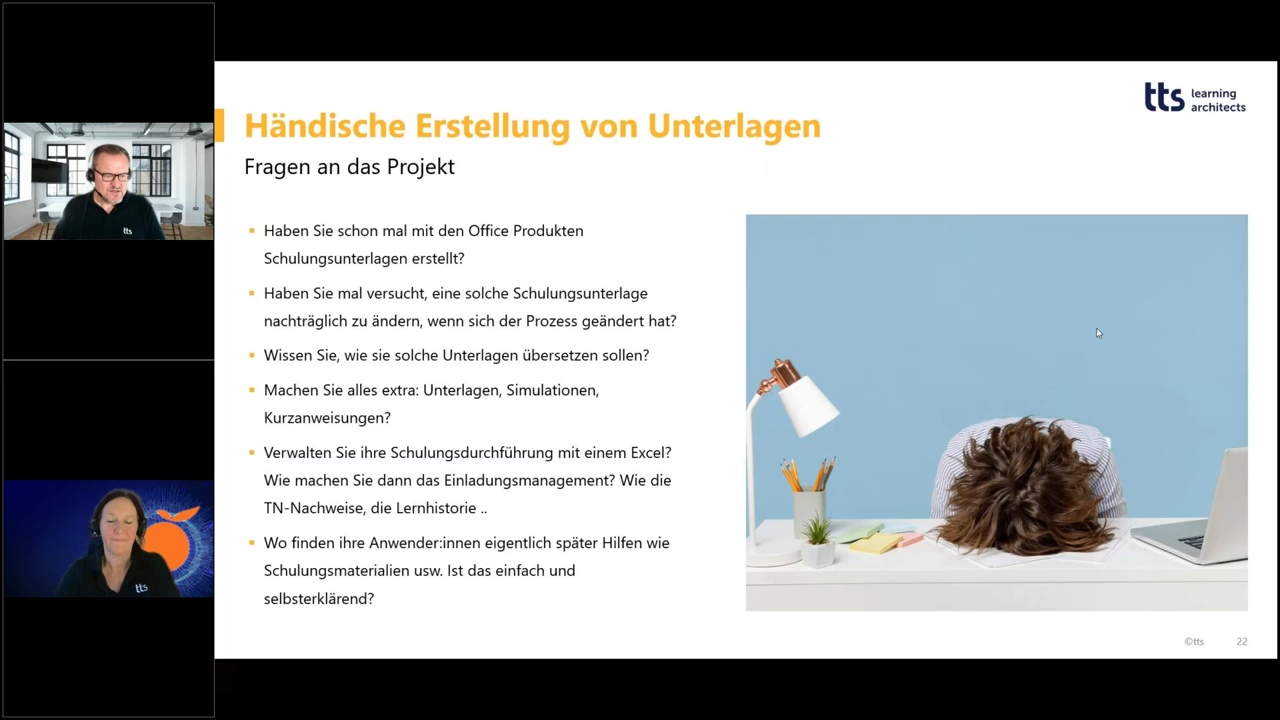 tts learning
architects
Händische Erstellung von Unterlagen
Fragen an das Projekt
▪ Haben Sie schon mal mit den Office Produkten
Schulungsunterlagen erstellt?
▪ Haben Sie mal versucht, eine solche Schulungsunterlage
nachträglich zu ändern, wenn sich der Prozess geändert hat?
▪ Wissen Sie, wie sie solche Unterlagen übersetzen sollen?
▪ Machen Sie alles extra: Unterlagen, Simulationen,
Kurzanweisungen?
▪ Verwalten Sie ihre Schulungsdurchführung mit einem Excel?
Wie machen Sie dann das Einladungsmanagement? Wie die
TN-Nachweise, die Lernhistorie ..
▪ Wo finden ihre Anwender:innen eigentlich später Hilfen wie
Schulungsmaterialien usw. Ist das einfach und
selbsterklärend?
©tts 22
tts
tts